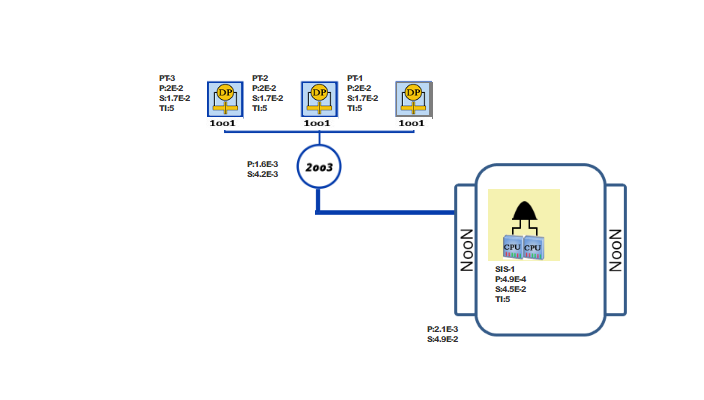 PT-3
P:2E-2
S:1.7E-2
TI:5
DP
1oo1
PT-2
P:2E-2
S:1.7E-2
TI:5
DP
1oo1
PT-1
P:2E-2
S:1.7E-2
TI:5
DP
1oo1
P:1.6E-3
S:4.2E-3
2oo3
NooN
CPU CPU
SIS-1
P:4.9E-4
S:4.5E-2
TI:5
NooN
P:2.1E-3
S:4.9E-2